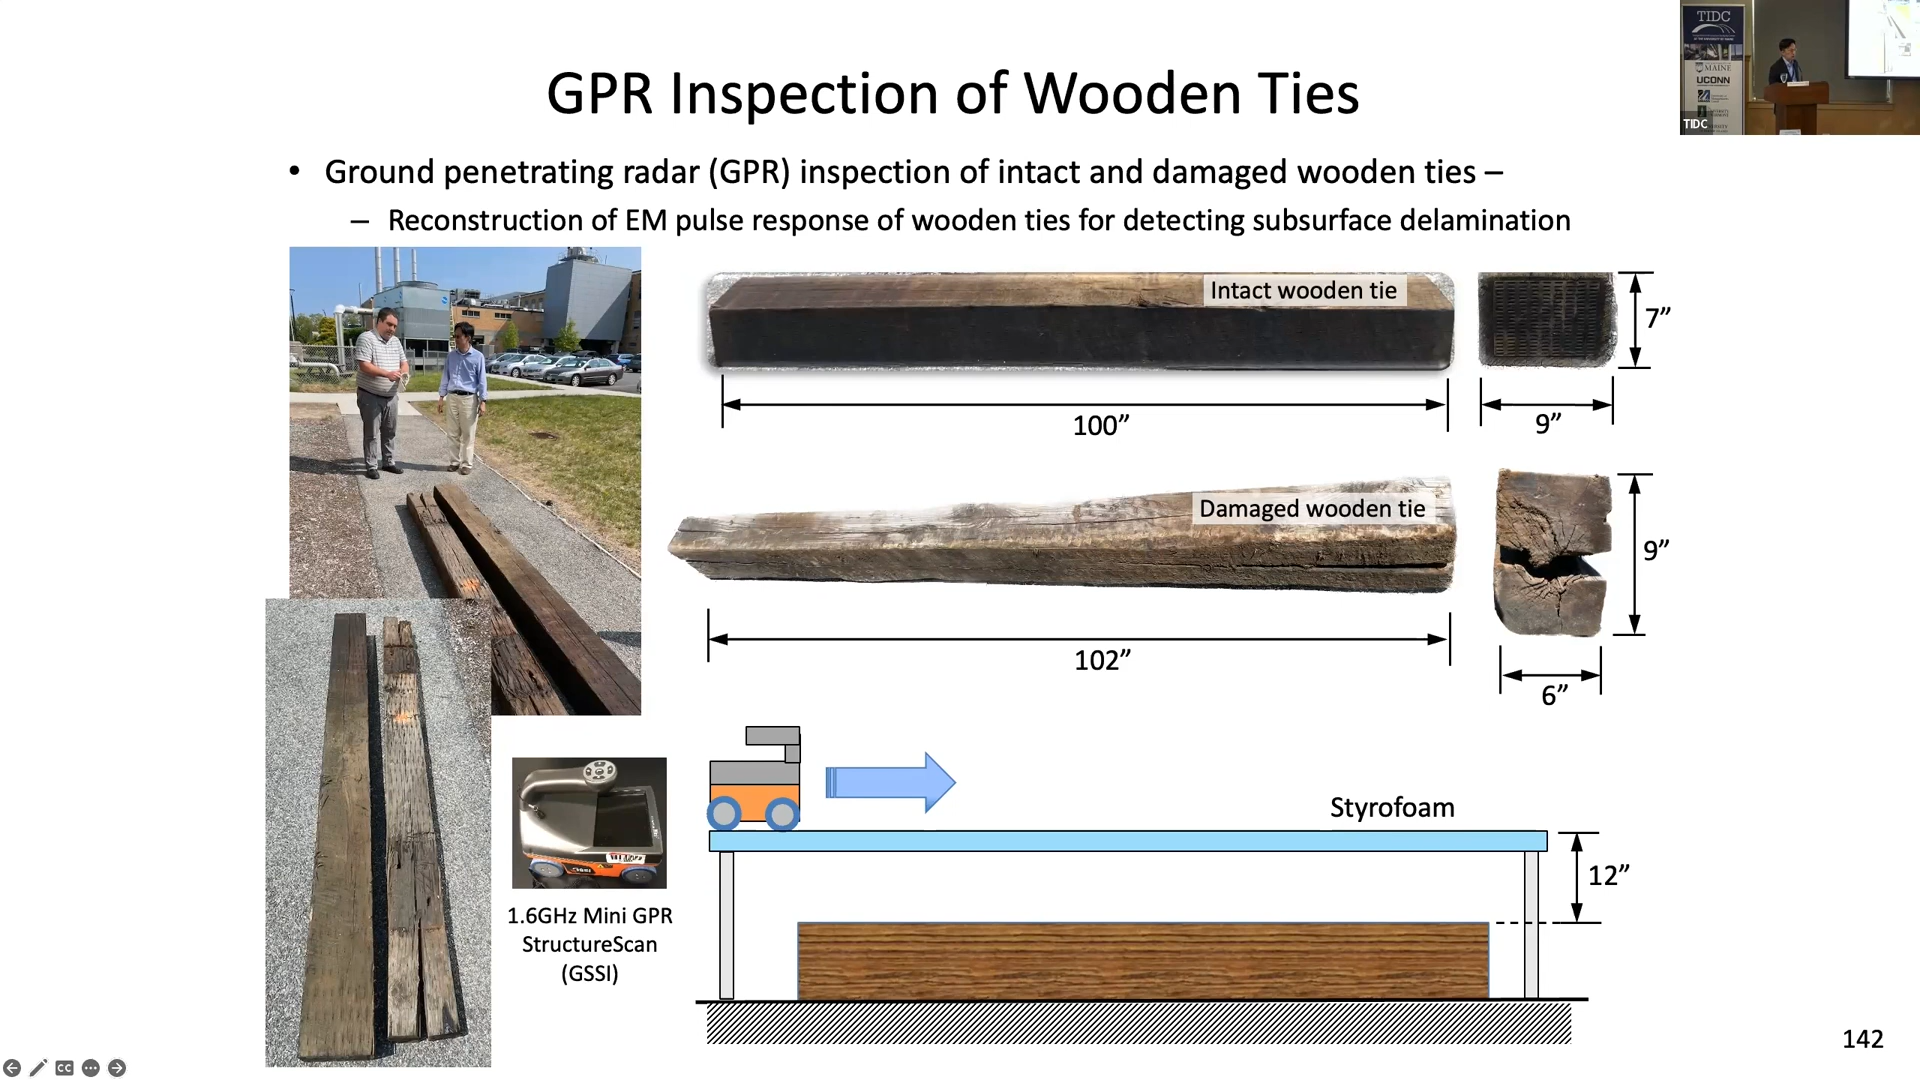 GPR Inspection of Wooden Ties
• Ground penetrating radar (GPR) inspection of intact and damaged wooden ties –
– Reconstruction of EM pulse response of wooden ties for detecting subsurface delamination
Intact wooden tie
7”
100”
9”
Damaged wooden tie
9”
102”
6”
Styrofoam
12”
1.6GHz Mini GPR
StructureScan
(GSSI)
142
TIDC
MAINE
UCONN
TIDC
CC